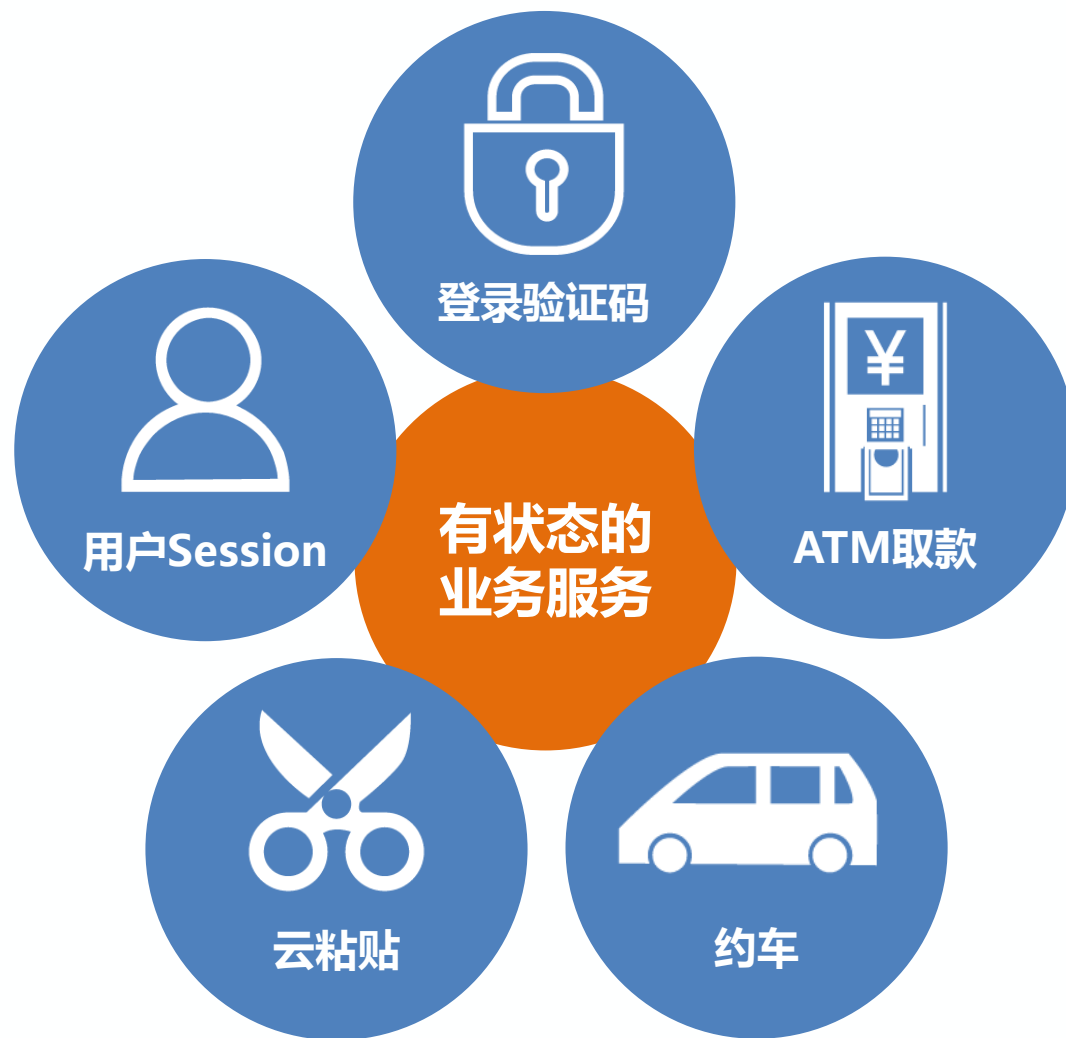 登录验证码
用户Session
ATM取款
¥
有状态的
业务服务
云粘贴
约车